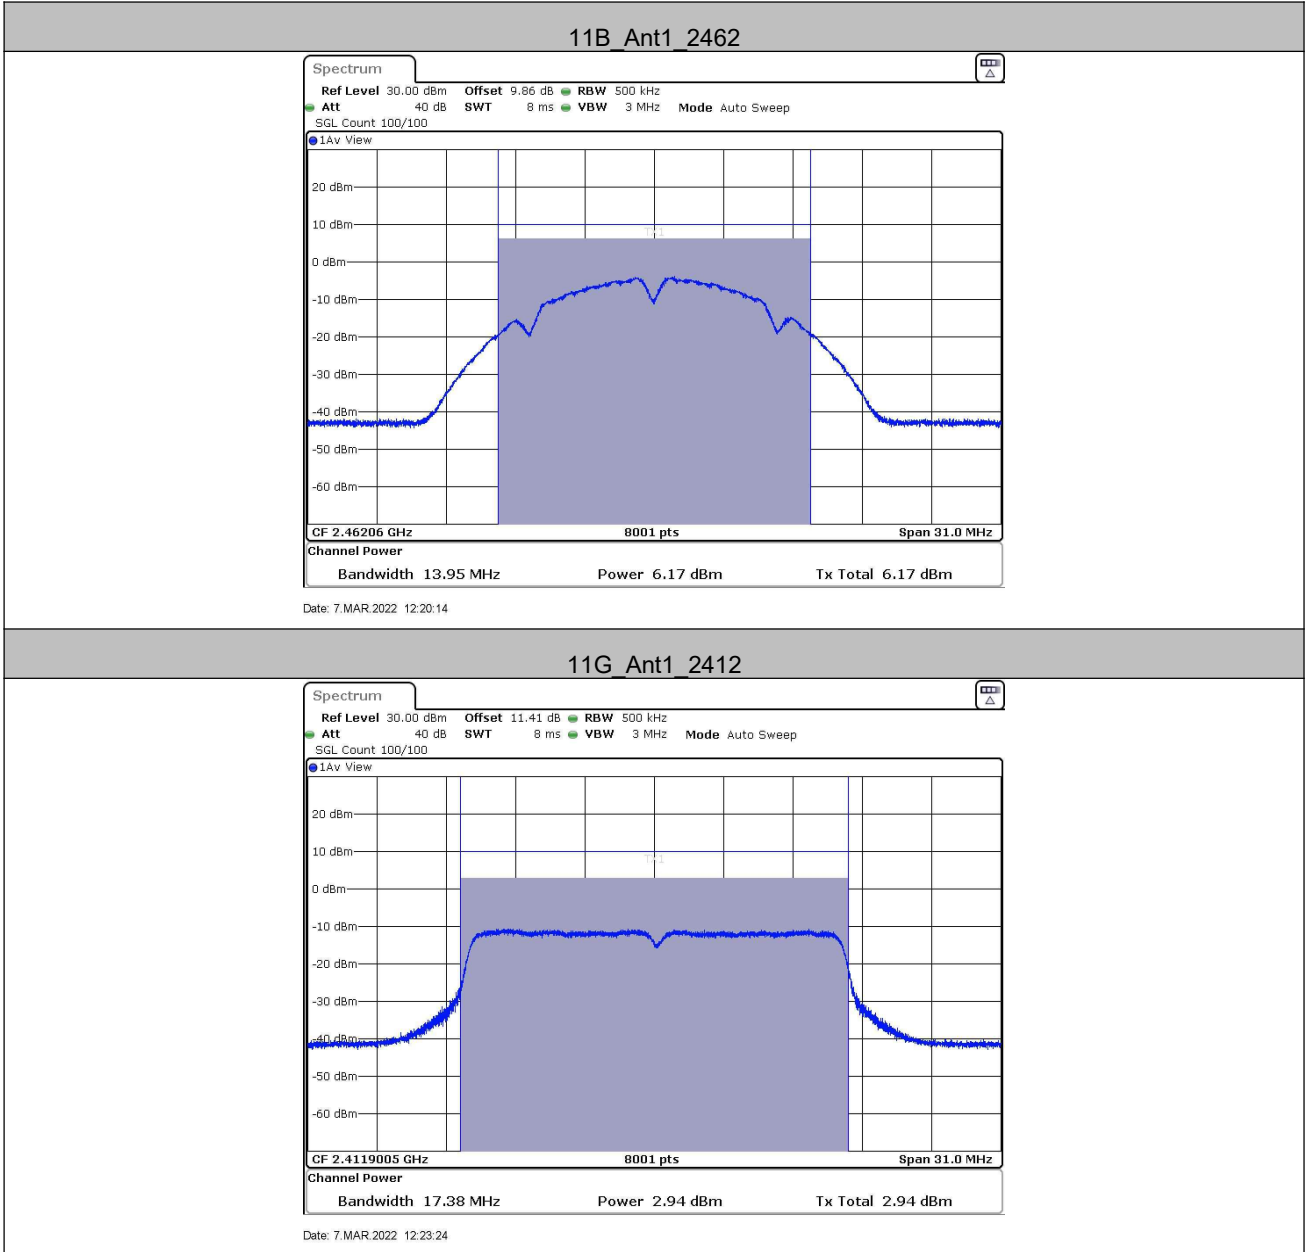 11B_Ant1_2462
Spectrum
Ref Level 30.00 dBm Offset 9.86 dB RBW 500 kHz
Att 40 dB SWT 8 ms VBW 3 MHz Mode Auto Sweep
SGL Count 100/100
1Av View
20 dBm
10 dBm
TX1
0 dBm
-10 dBm
-20 dBm
-30 dBm
-40 dBm
-50 dBm
-60 dBm
CF 2.46206 GHz 8001 pts Span 31.0 MHz
Channel Power
Bandwidth 13.95 MHz Power 6.17 dBm Tx Total 6.17 dBm
Date: 7.MAR.2022 12:20:14
11G_Ant1_2412
Spectrum
Ref Level 30.00 dBm Offset 11.41 dB RBW 500 kHz
Att 40 dB SWT 8 ms VBW 3 MHz Mode Auto Sweep
SGL Count 100/100
1Av View
20 dBm
10 dBm
TX1
0 dBm
-10 dBm
-20 dBm
-30 dBm
-40 dBm
-50 dBm
-60 dBm
CF 2.4119005 GHz 8001 pts Span 31.0 MHz
Channel Power
Bandwidth 17.38 MHz Power 2.94 dBm Tx Total 2.94 dBm
Date: 7.MAR.2022 12:23:24